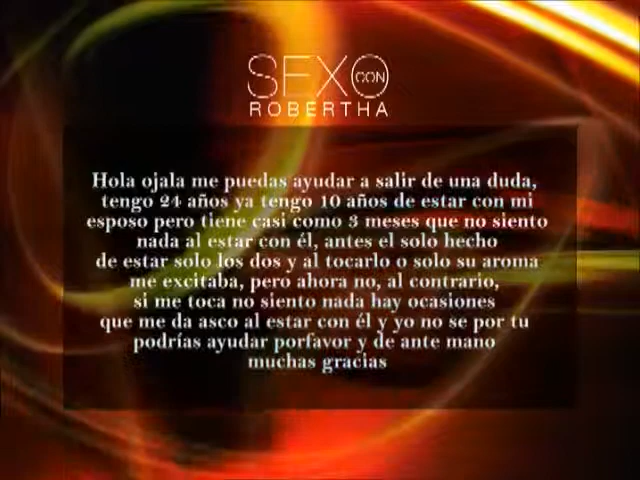 SEXO CON
ROBERTHA
Hola ojala me puedas ayudar a salir de una duda,
tengo 24 años ya tengo 10 años de estar con mi
esposo pero tiene casi como 3 meses que no siento
nada al estar con él, antes el solo hecho
de estar solo los dos y al tocarlo o solo su aroma
me excitaba, pero ahora no, al contrario,
si me toca no siento nada hay ocasiones
que me da asco al estar con él y yo no se por tu
podrías ayudar porfavor y de ante mano
muchas gracias